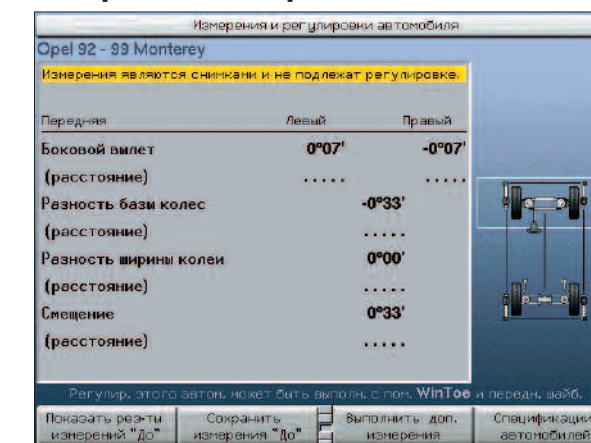 Измерения и регулировки автомобиля
Opel 92 - 99 Monterey
Измерения являются снимками и не подлежат регулировке.
Передняя Левый Правый
Боковой вылет 0°07' -0°07'
(расстояние) ..... .....
Разность базы колес -0°33'
(расстояние) .....
Разность ширины колеи 0°00'
(расстояние) .....
Смещение 0°33'
(расстояние) .....
Регулир. этого автом. может быть выполн. с пом. WinToe и передн. шайб.
Показать рез-ты измерений "До"
Сохранить измерения "До"
Выполнить доп. измерения
Спецификации автомобилей